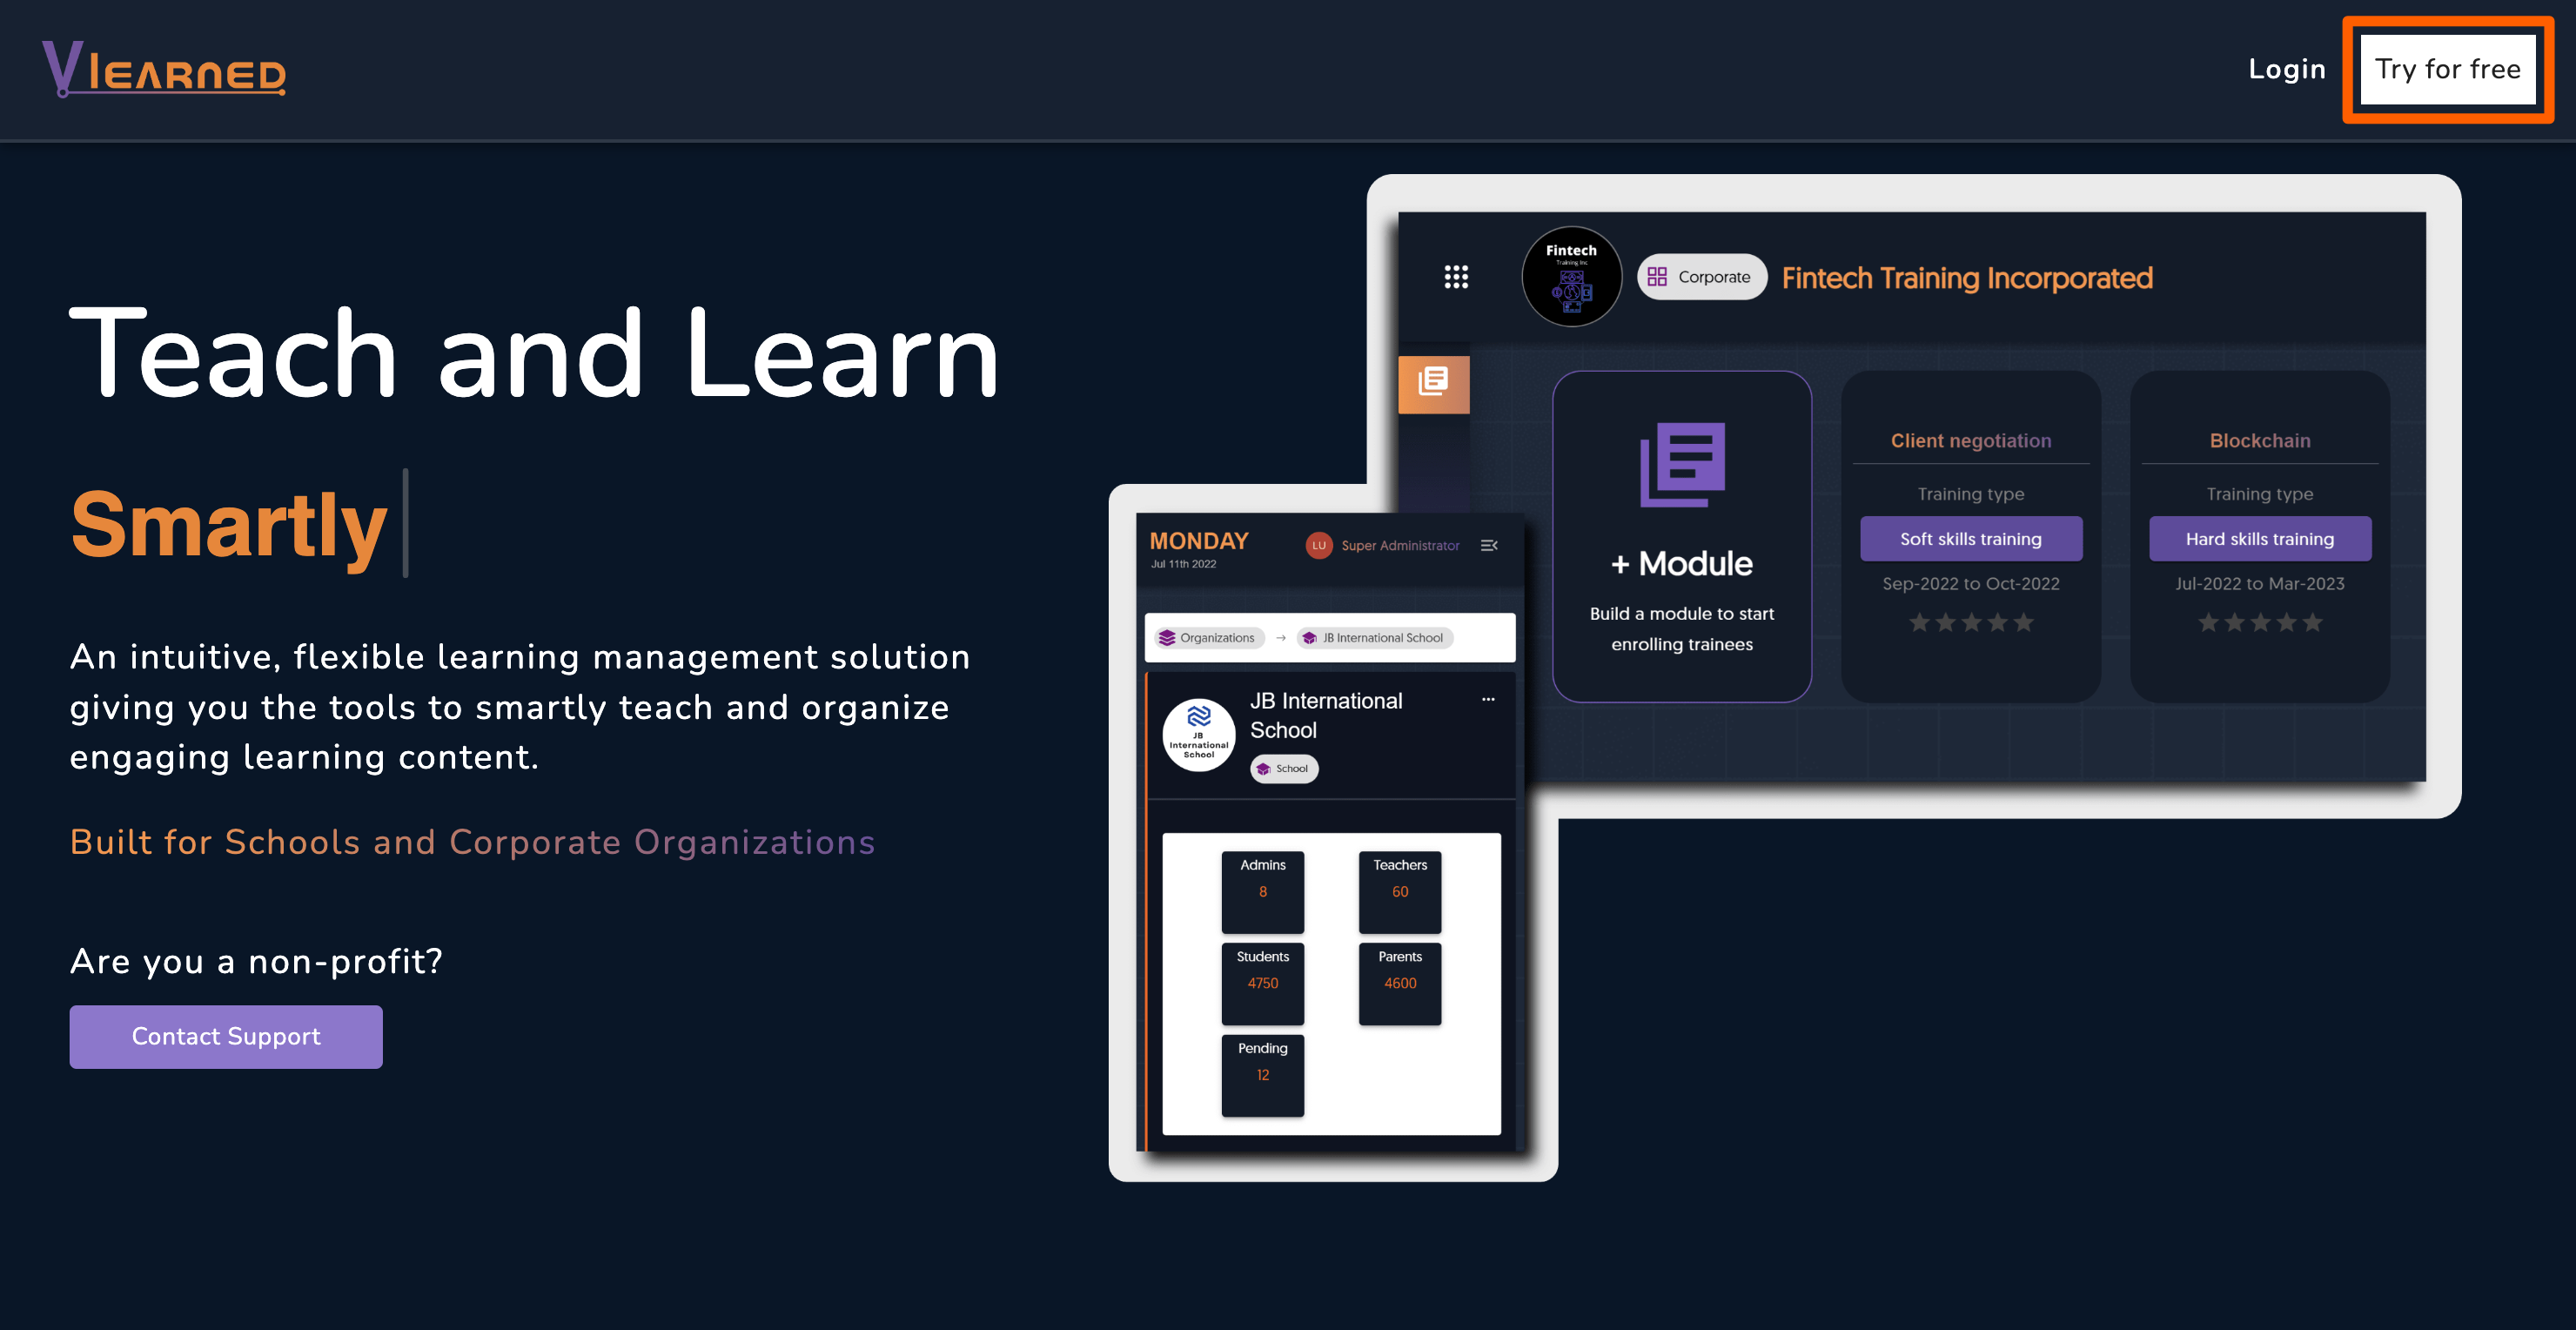 Vlearned
Login
Try for free
Teach and Learn
Smartly
An intuitive, flexible learning management solution
giving you the tools to smartly teach and organize
engaging learning content.
Built for Schools and Corporate Organizations
Are you a non-profit?
Contact Support
Fintech
Training Inc
Corporate
Fintech Training Incorporated
+ Module
Build a module to start
enrolling trainees
Client negotiation
Training type
Soft skills training
Sep-2022 to Oct-2022
Blockchain
Training type
Hard skills training
Jul-2022 to Mar-2023
MONDAY
Jul 11th 2022
LU
Super Administrator
Organizations
JB International School
JB
International
School
JB International
School
School
Admins
8
Teachers
60
Students
4750
Parents
4600
Pending
12